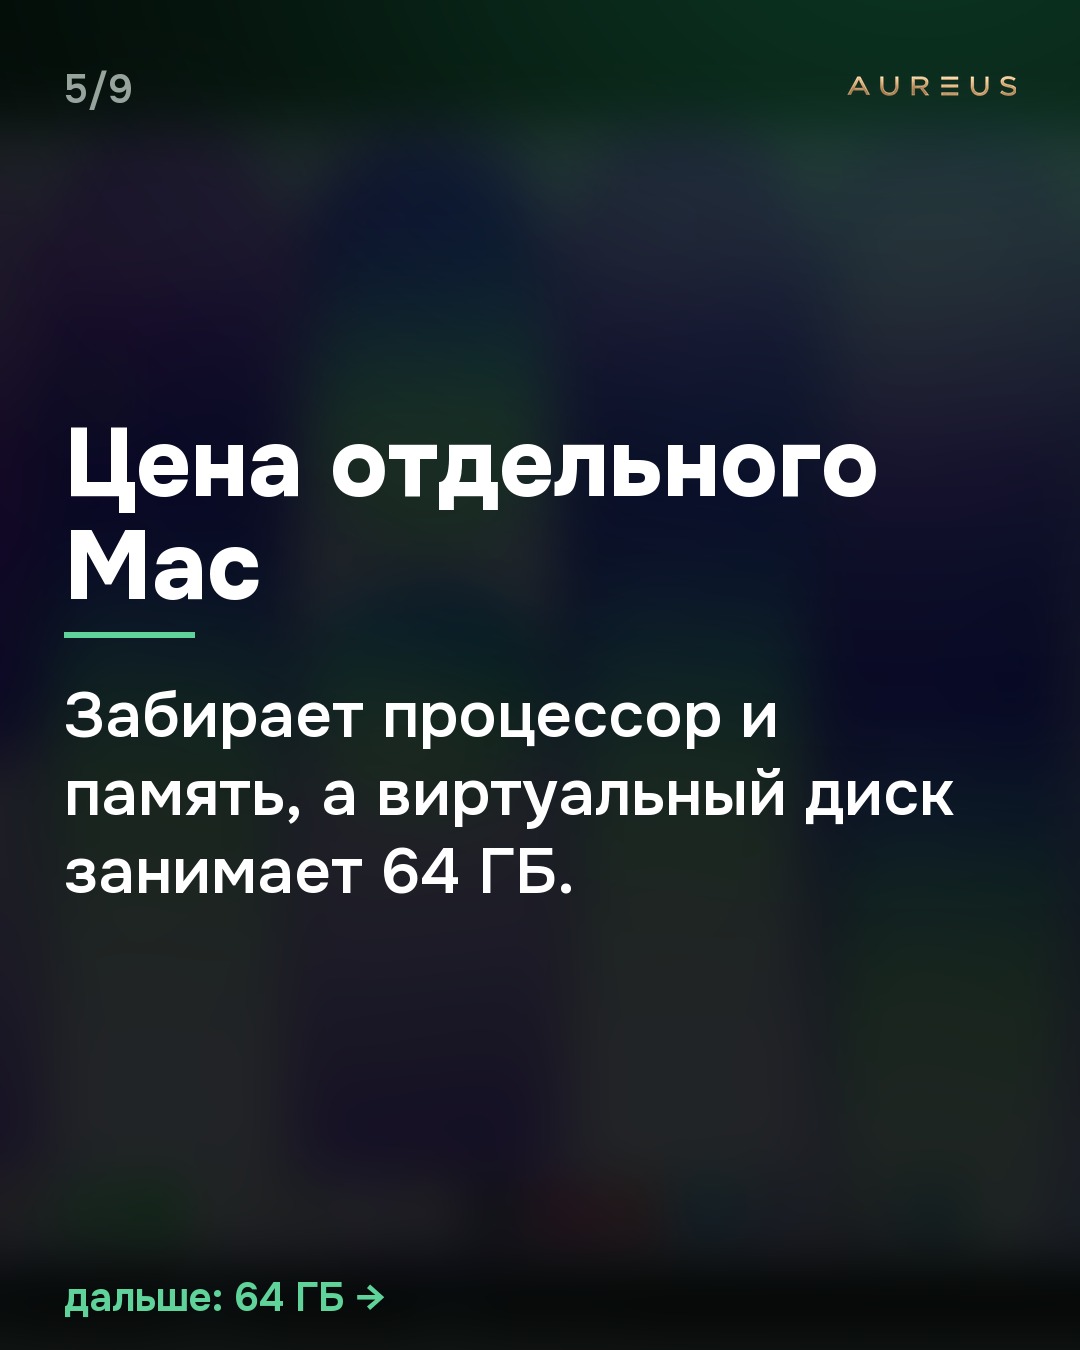 5/9
AUREUS
Цена отдельного
Mac
Забирает процессор и
память, а виртуальный диск
занимает 64 ГБ.
дальше: 64 ГБ →